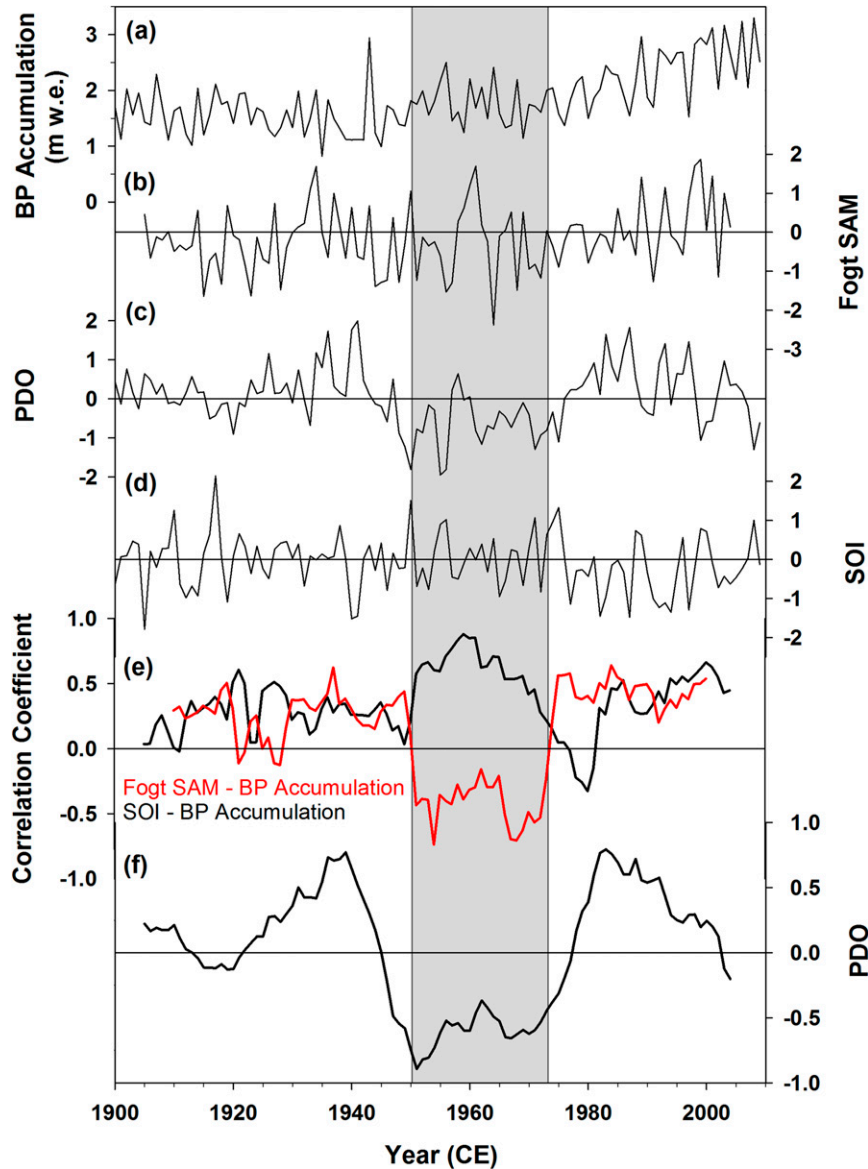 (a)
BP Accumulation
(m w.e.)
3
2
1
0
(b)
Fogt SAM
2
1
0
-1
-2
-3
(c)
PDO
2
1
0
-1
-2
(d)
SOI
2
1
0
-1
-2
(e)
Correlation Coefficient
1.0
0.5
0.0
-0.5
-1.0
Fogt SAM - BP Accumulation
SOI - BP Accumulation
(f)
PDO
1.0
0.5
0.0
-0.5
-1.0
1900 1920 1940 1960 1980 2000
Year (CE)